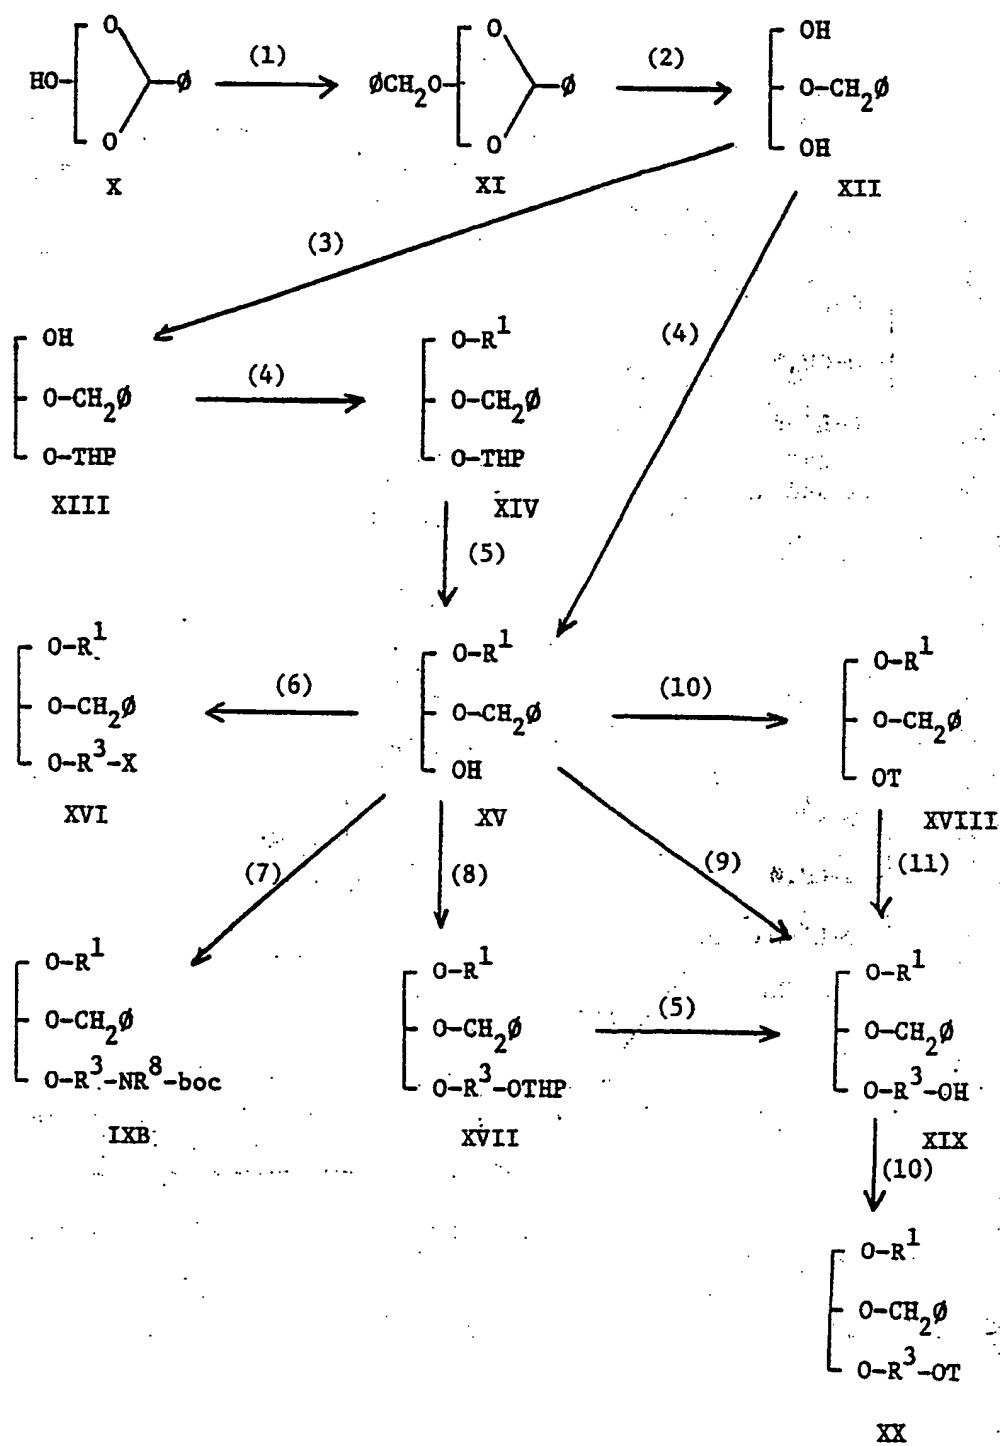 O
HO
ø
O
X
(1)
O
øCH₂O
ø
O
XI
(2)
OH
O-CH₂ø
OH
XII
(3)
(4)
OH
O-CH₂ø
O-THP
XIII
(4)
O-R¹
O-CH₂ø
O-THP
XIV
(5)
O-R¹
O-CH₂ø
O-R³-X
XVI
(6)
O-R¹
O-CH₂ø
OH
XV
(10)
O-R¹
O-CH₂ø
OT
XVIII
(7)
(8)
(9)
(11)
O-R¹
O-CH₂ø
O-R³-NR⁸-boc
IXB
O-R¹
O-CH₂ø
O-R³-OTHP
XVII
(5)
O-R¹
O-CH₂ø
O-R³-OH
XIX
(10)
O-R¹
O-CH₂ø
O-R³-OT
XX